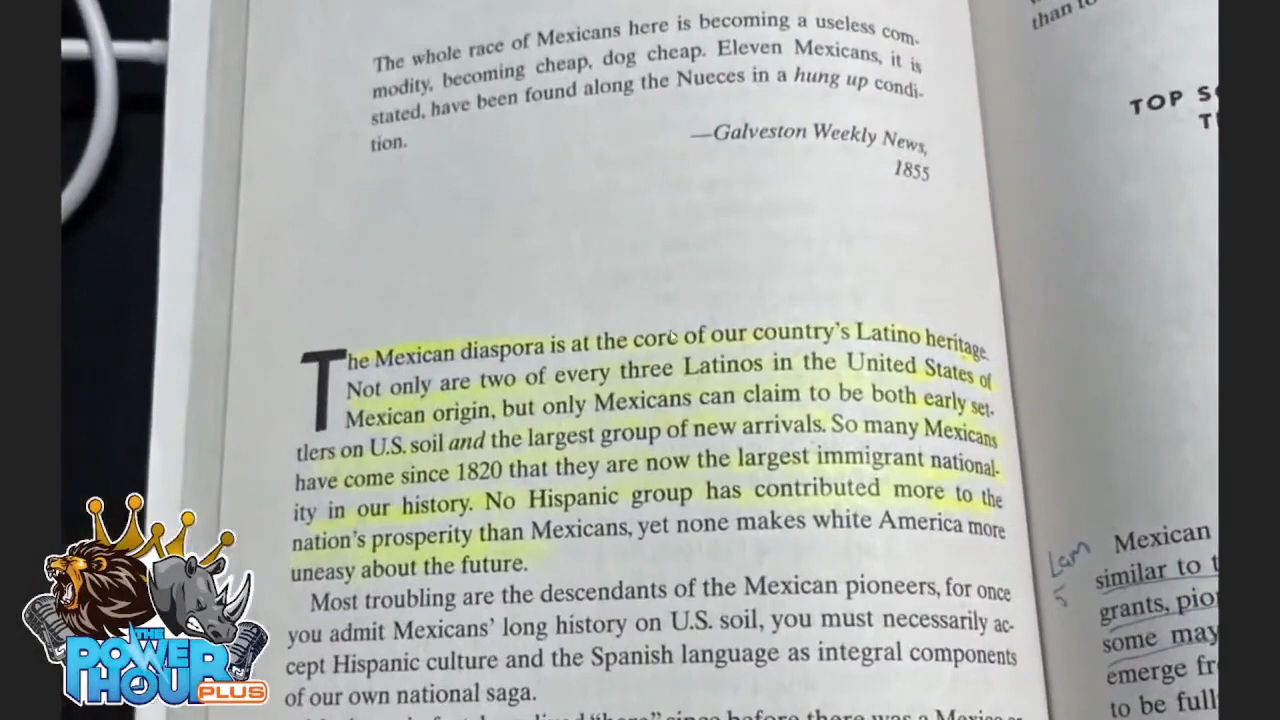 The whole race of Mexicans here is becoming a useless com-
modity, becoming cheap, dog cheap. Eleven Mexicans, it is
stated, have been found along the Nueces in a hung up condi-
tion.
—Galveston Weekly News,
1855
The Mexican diaspora is at the core of our country's Latino heritage.
Not only are two of every three Latinos in the United States of
Mexican origin, but only Mexicans can claim to be both early set-
tlers on U.S. soil and the largest group of new arrivals. So many Mexicans
have come since 1820 that they are now the largest immigrant national-
ity in our history. No Hispanic group has contributed more to the
nation's prosperity than Mexicans, yet none makes white America more
uneasy about the future.
Most troubling are the descendants of the Mexican pioneers, for once
you admit Mexicans' long history on U.S. soil, you must necessarily ac-
cept Hispanic culture and the Spanish language as integral components
of our own national saga.
than
TOP
Mexican
similar to
grants,
some may
emerge
to be full
THE
POWER
HOUR
PLUS